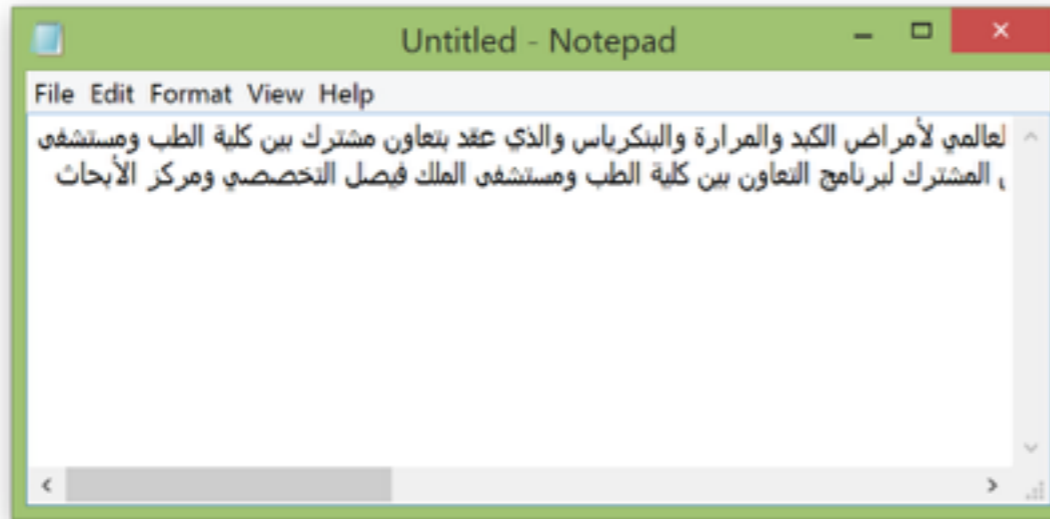 Untitled - Notepad
File Edit Format View Help
لعالمي لأمراض الكبد والمرارة والبنكرياس والذي عقد بتعاون مشترك بين كلية الطب ومستشفى
المشترك لبرنامج التعاون بين كلية الطب ومستشفى الملك فيصل التخصصي ومركز الأبحاث